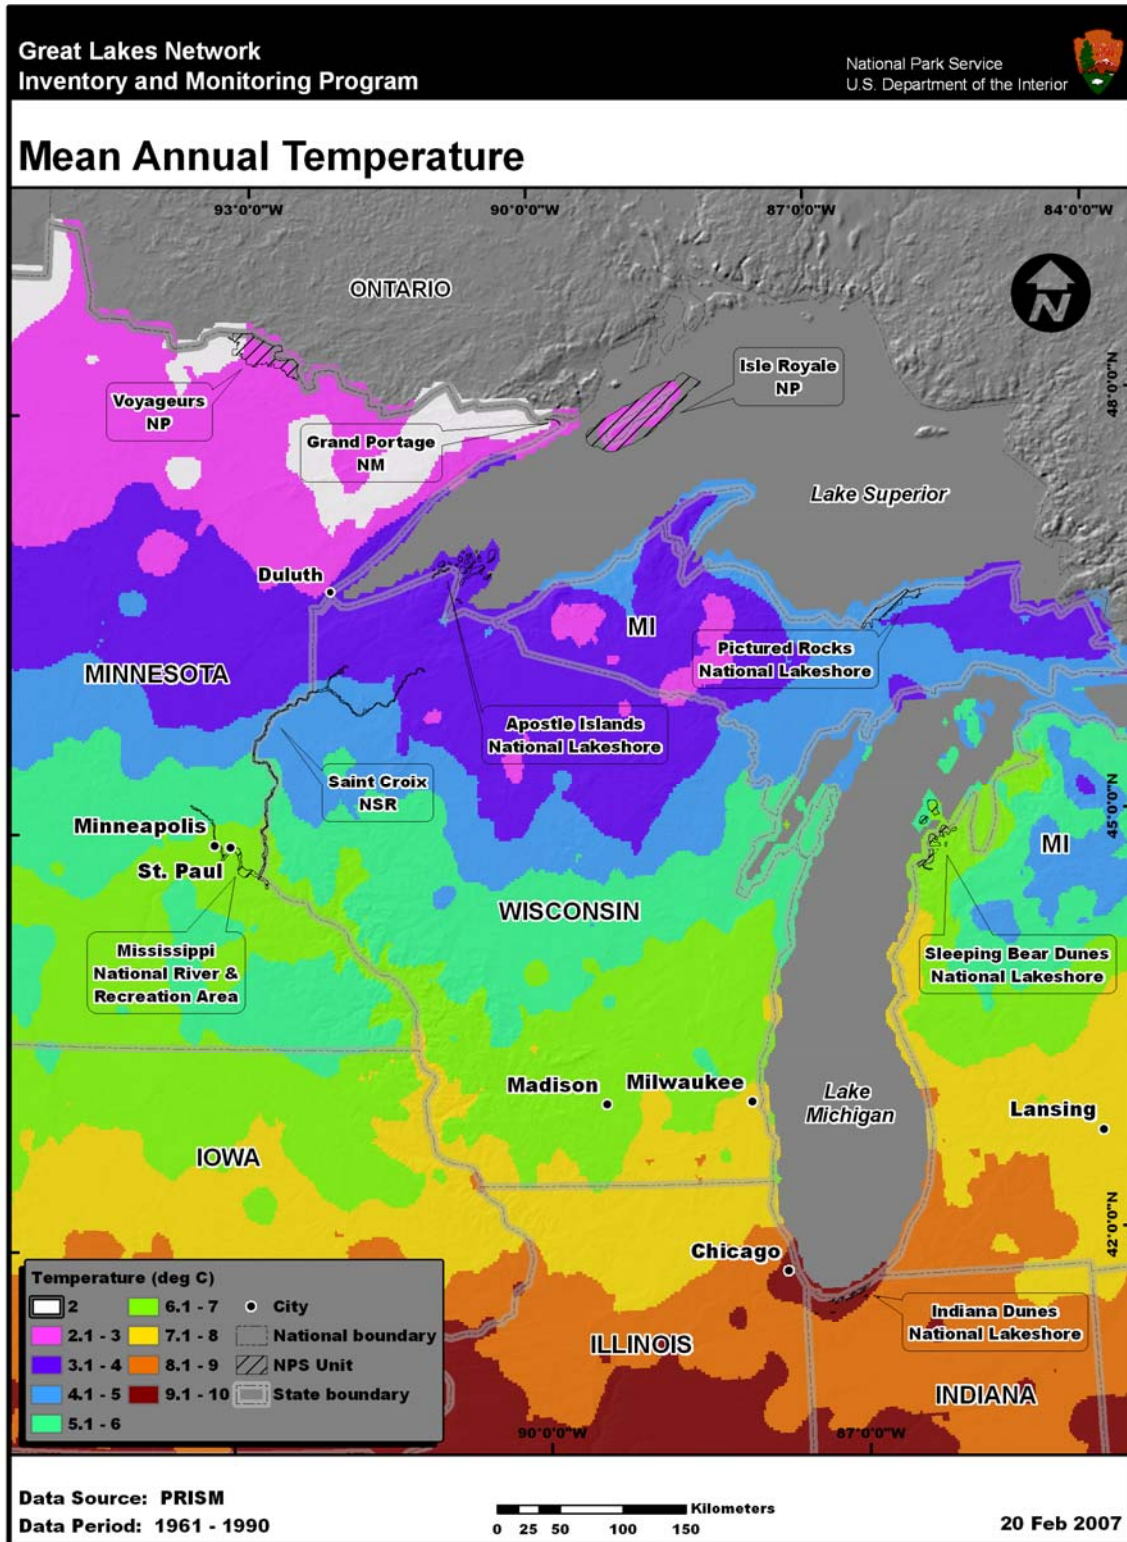 Great Lakes Network
Inventory and Monitoring Program
National Park Service
U.S. Department of the Interior
Mean Annual Temperature
93°0'0"W
90°0'0"W
87°0'0"W
84°0'0"W
ONTARIO
N
48°0'0"N
Isle Royale
NP
Voyageurs
NP
Grand Portage
NM
Lake Superior
Duluth
MI
MINNESOTA
Pictured Rocks
National Lakeshore
Apostle Islands
National Lakeshore
Saint Croix
NSR
45°0'0"N
Minneapolis
St. Paul
MI
WISCONSIN
Mississippi
National River &
Recreation Area
Sleeping Bear Dunes
National Lakeshore
Madison
Milwaukee
Lake
Michigan
Lansing
IOWA
42°0'0"N
Chicago
Indiana Dunes
National Lakeshore
ILLINOIS
INDIANA
Temperature (deg C)
2
2.1 - 3
3.1 - 4
4.1 - 5
5.1 - 6
6.1 - 7
7.1 - 8
8.1 - 9
9.1 - 10
City
National boundary
NPS Unit
State boundary
90°0'0"W
87°0'0"W
Data Source: PRISM
Data Period: 1961 - 1990
Kilometers
0 25 50 100 150
20 Feb 2007